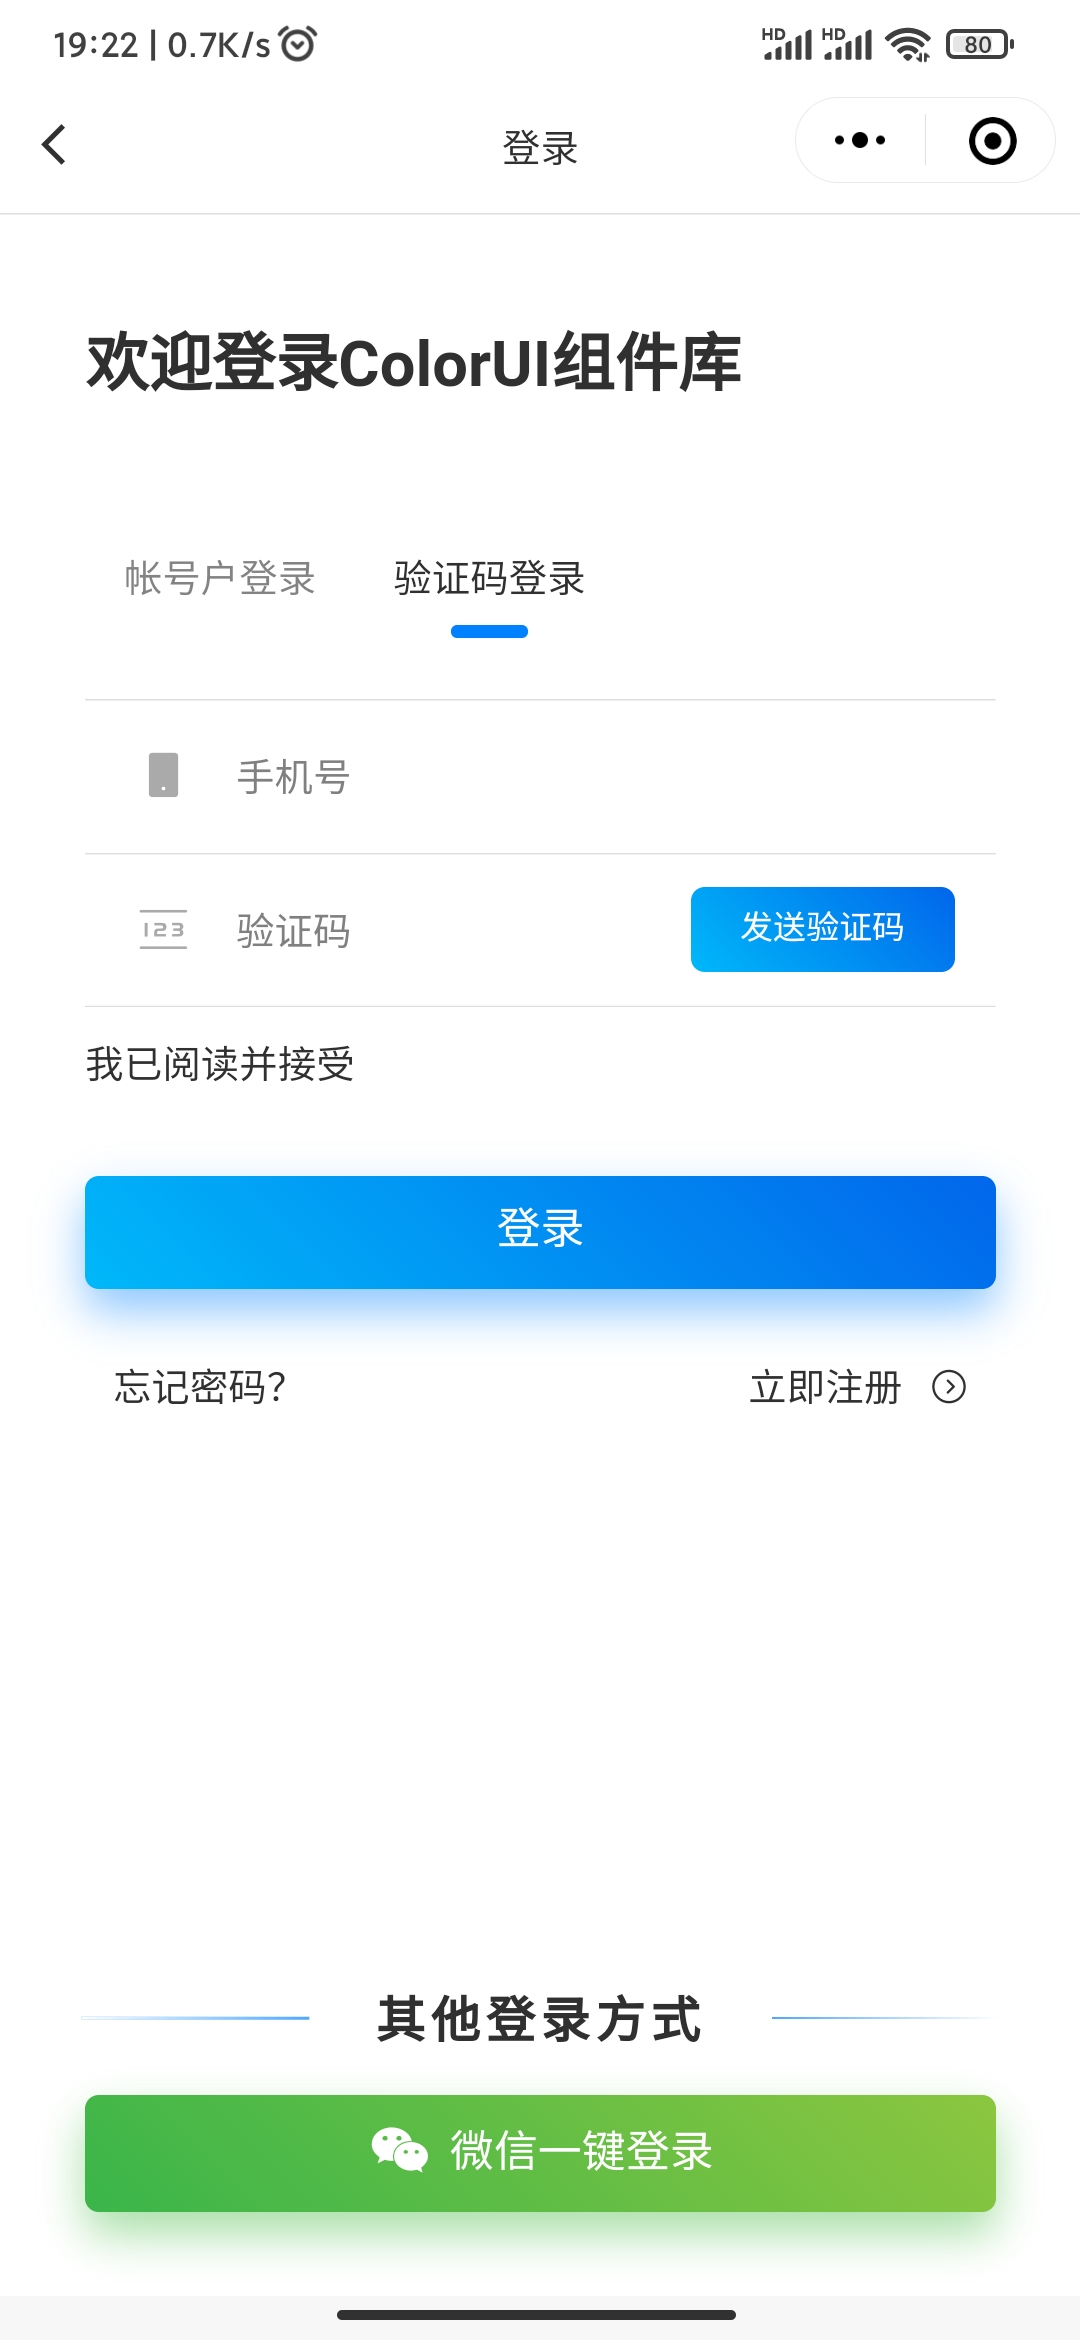 19:22 | 0.7K/s HD HD 80
登录
欢迎登录ColorUI组件库
帐号户登录 验证码登录
手机号
123 验证码 发送验证码
我已阅读并接受
登录
忘记密码? 立即注册
其他登录方式
微信一键登录